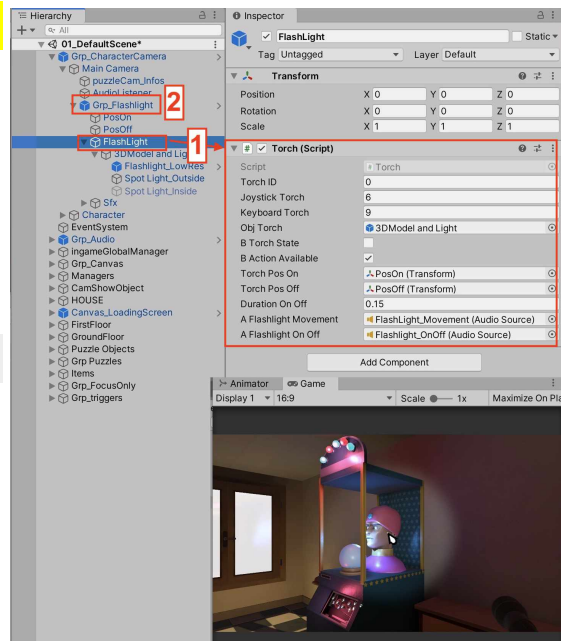 Hierarchy
All
01_DefaultScene*
Grp_CharacterCamera
Main Camera
puzzleCam_Infos
AudioListener
Grp_Flashlight
2
PosOn
PosOff
FlashLight
1
3DModel and Lig
Flashlight_LowRes
Spot Light_Outside
Spot Light_Inside
Sfx
Character
EventSystem
Grp_Audio
ingameGlobalManager
Grp_Canvas
Managers
CamShowObject
HOUSE
Canvas_LoadingScreen
FirstFloor
GroundFloor
Puzzle Objects
Grp Puzzles
Items
Grp_FocusOnly
Grp_triggers
Inspector
FlashLight
Static
Tag Untagged Layer Default
Transform
Position X 0 Y 0 Z 0
Rotation X 0 Y 0 Z 0
Scale X 1 Y 1 Z 1
# Torch (Script)
Script # Torch
Torch ID 0
Joystick Torch 6
Keyboard Torch 9
Obj Torch 3DModel and Light
B Torch State
B Action Available
Torch Pos On PosOn (Transform)
Torch Pos Off PosOff (Transform)
Duration On Off 0.15
A Flashlight Movement FlashLight_Movement (Audio Source)
A Flashlight On Off Flashlight_OnOff (Audio Source)
Add Component
Animator Game
Display 1 16:9 Scale 1x Maximize On Pla